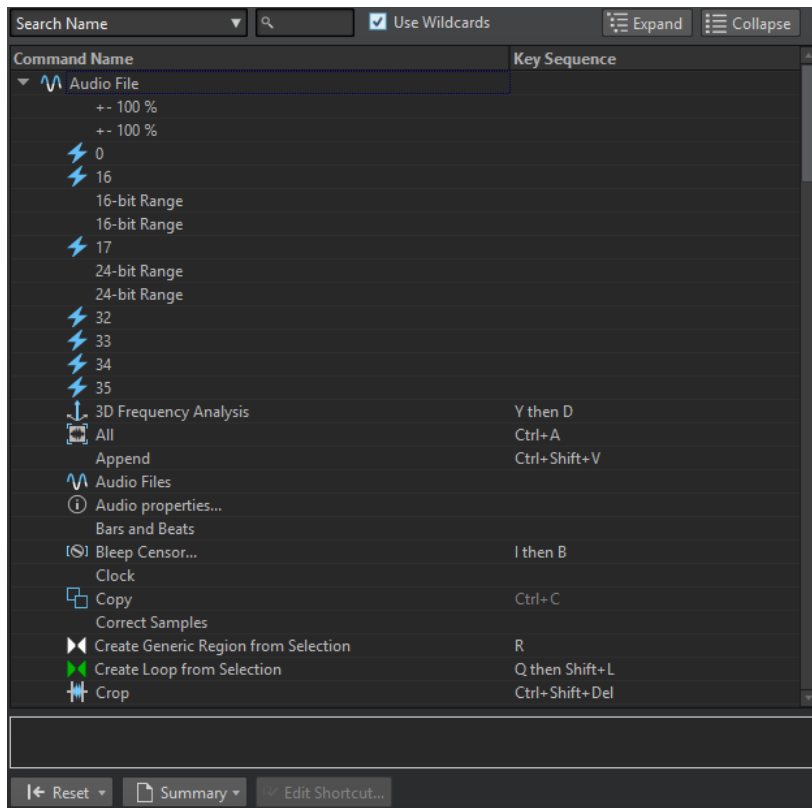 Search Name Use Wildcards Expand Collapse
Command Name Key Sequence
Audio File
+- 100 %
+- 100 %
0
16
16-bit Range
16-bit Range
17
24-bit Range
24-bit Range
32
33
34
35
3D Frequency Analysis Y then D
All Ctrl+A
Append Ctrl+Shift+V
Audio Files
Audio properties...
Bars and Beats
Bleep Censor... I then B
Clock
Copy Ctrl+C
Correct Samples
Create Generic Region from Selection R
Create Loop from Selection Q then Shift+L
Crop Ctrl+Shift+Del
Reset Summary Edit Shortcut...